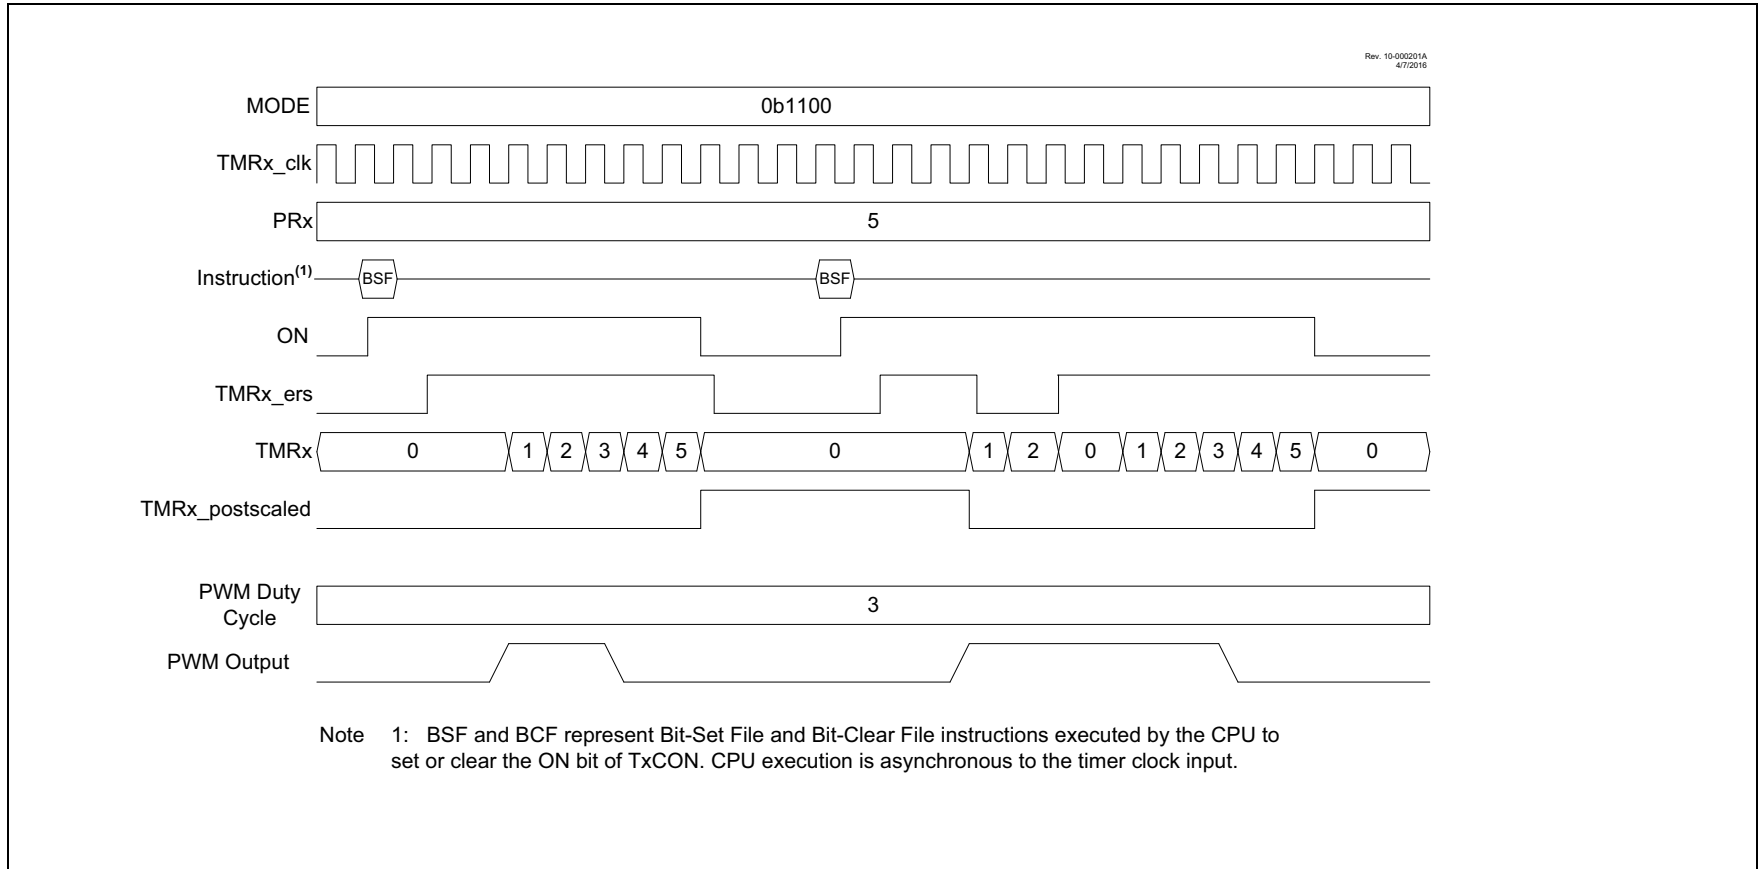 Rev. 10-000201A
4/7/2016
MODE 0b1100
TMRx_clk
PRx 5
Instruction(1) BSF BSF
ON
TMRx_ers
TMRx 0 1 2 3 4 5 0 1 2 0 1 2 3 4 5 0
TMRx_postscaled
PWM Duty
Cycle 3
PWM Output
Note 1: BSF and BCF represent Bit-Set File and Bit-Clear File instructions executed by the CPU to
set or clear the ON bit of TxCON. CPU execution is asynchronous to the timer clock input.